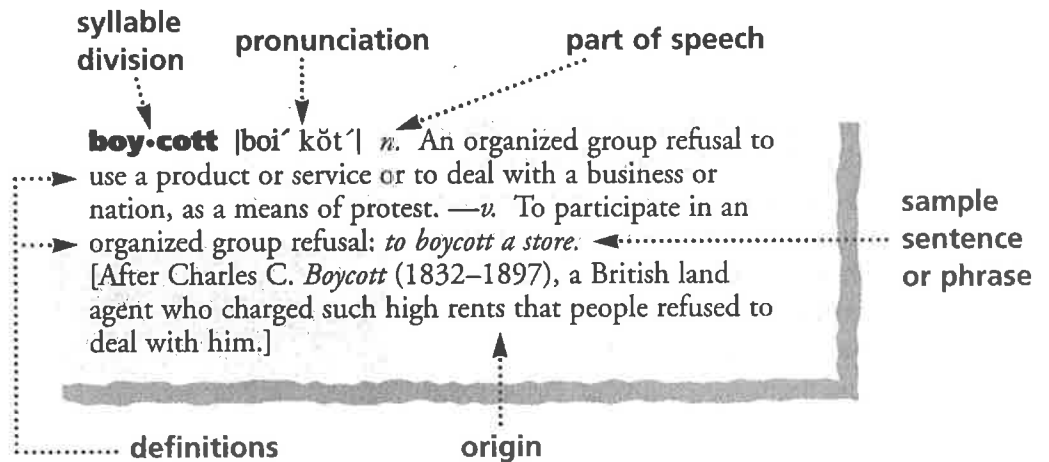 syllable
division
pronunciation
part of speech
boy•cott |boi´ kŏt´| n. An organized group refusal to
use a product or service or to deal with a business or
nation, as a means of protest. —v. To participate in an
organized group refusal: to boycott a store.
[After Charles C. Boycott (1832–1897), a British land
agent who charged such high rents that people refused to
deal with him.]
sample
sentence
or phrase
definitions
origin